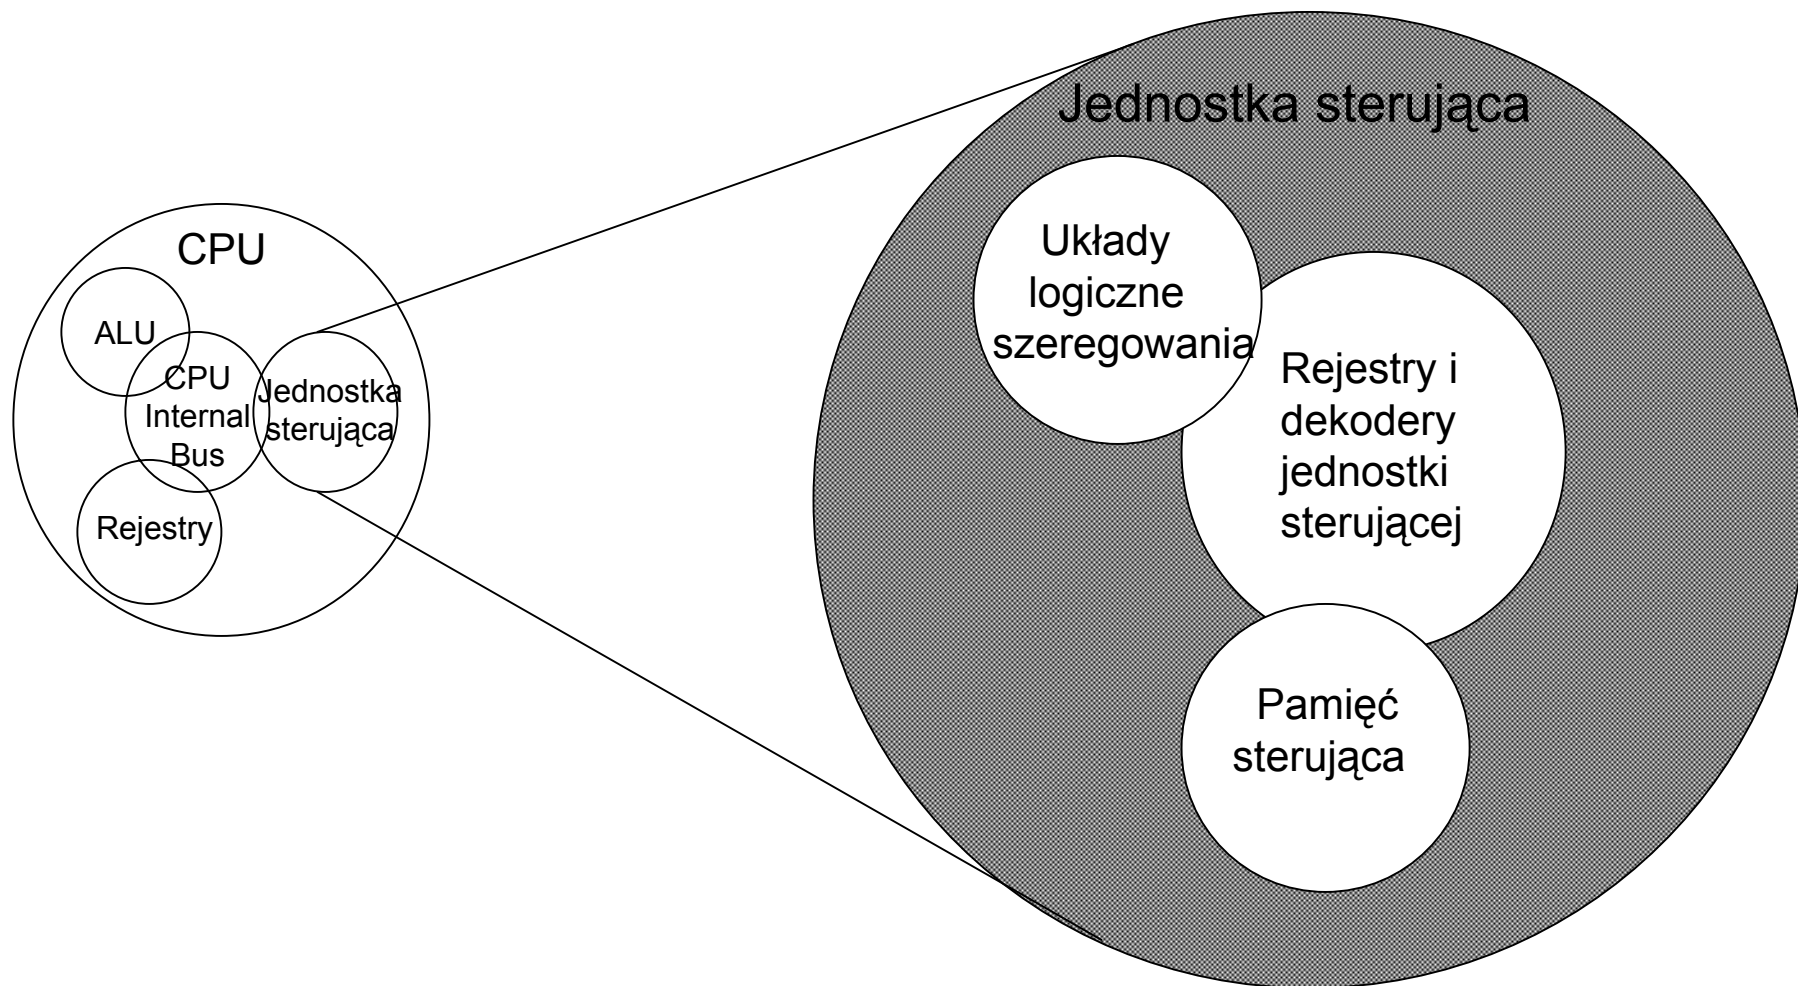 CPU
ALU
CPU
Internal
Bus
Jednostka
sterująca
Rejestry
Jednostka sterująca
Układy
logiczne
szeregowania
Rejestry i
dekodery
jednostki
sterującej
Pamięć
sterująca